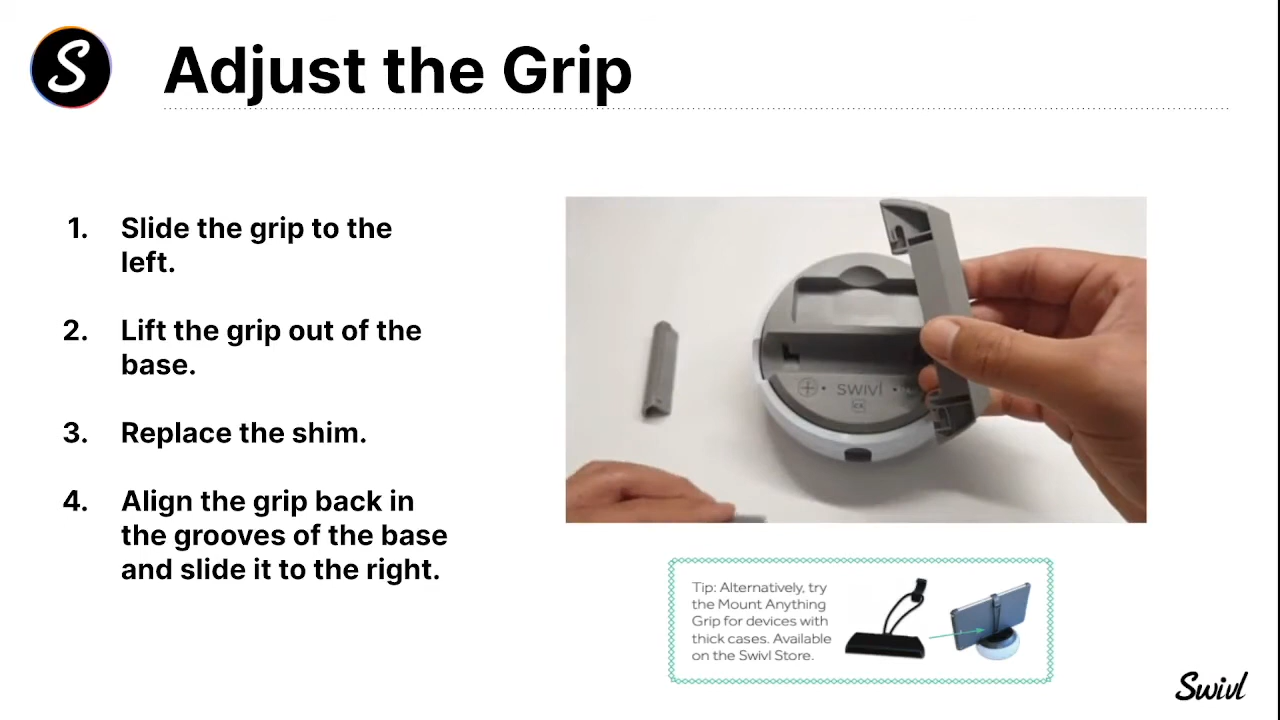 S
Adjust the Grip
1. Slide the grip to the
left.
2. Lift the grip out of the
base.
3. Replace the shim.
4. Align the grip back in
the grooves of the base
and slide it to the right.
swivl
Tip: Alternatively, try
the Mount Anything
Grip for devices with
thick cases. Available
on the Swivl Store.
Swivl